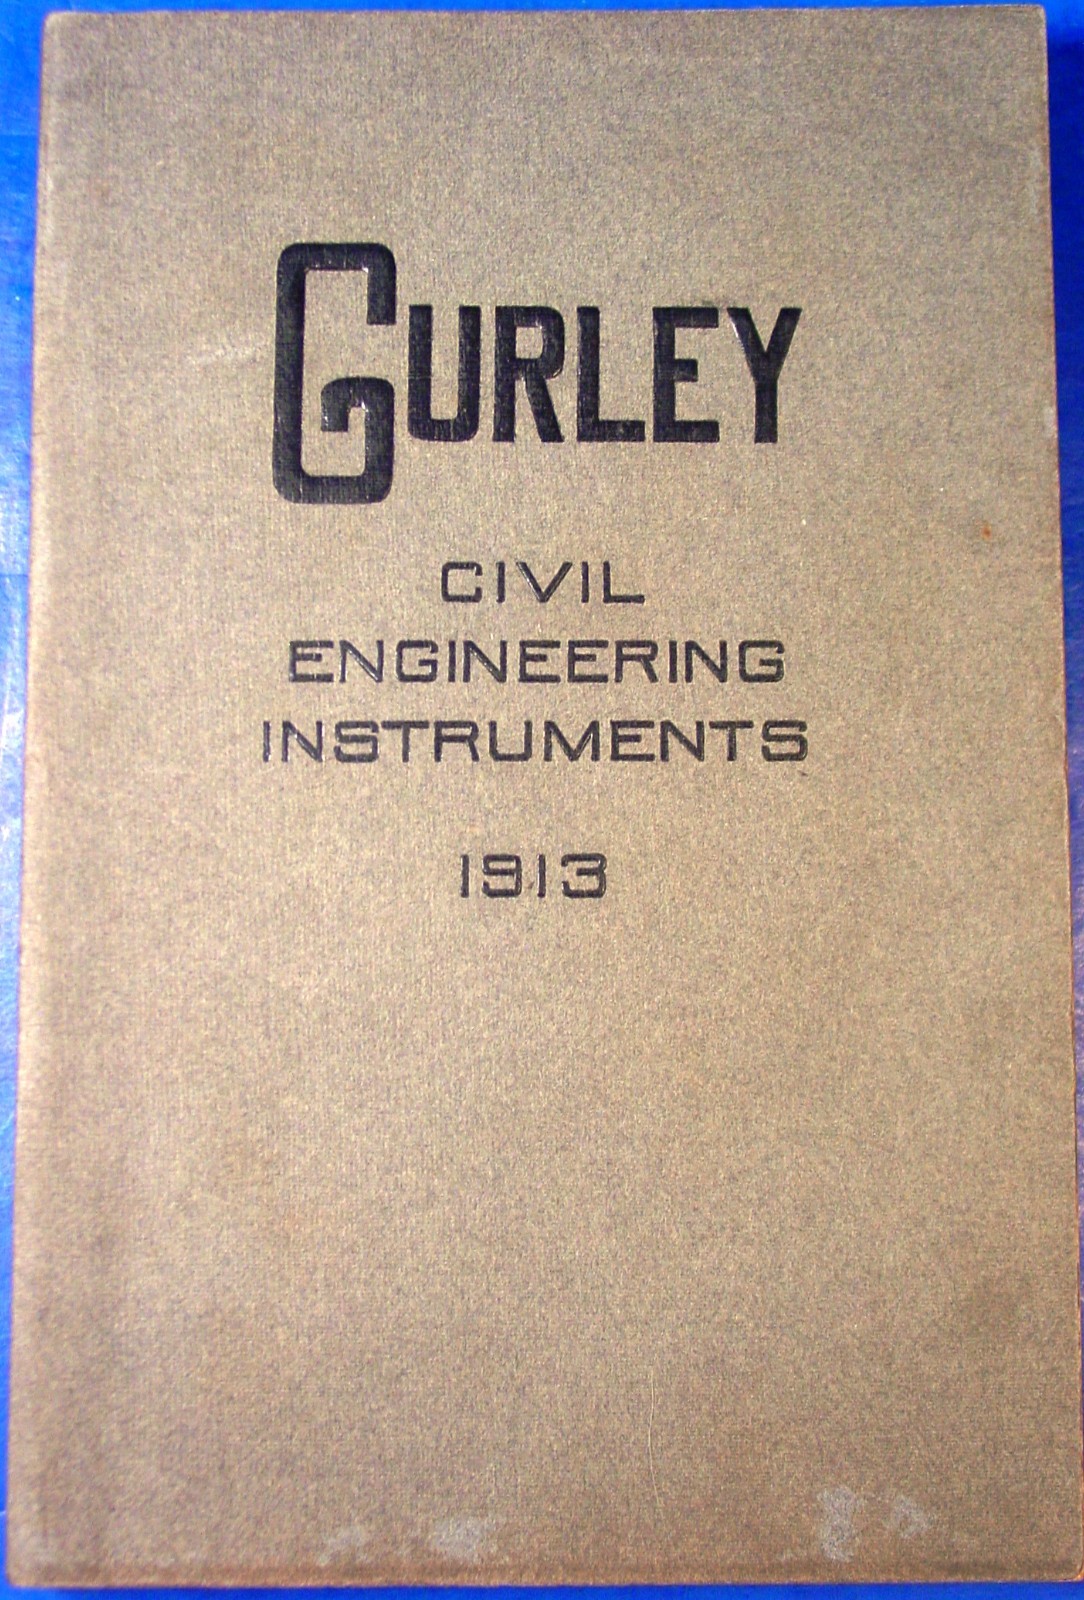 GURLEY
CIVIL
ENGINEERING
INSTRUMENTS
1913